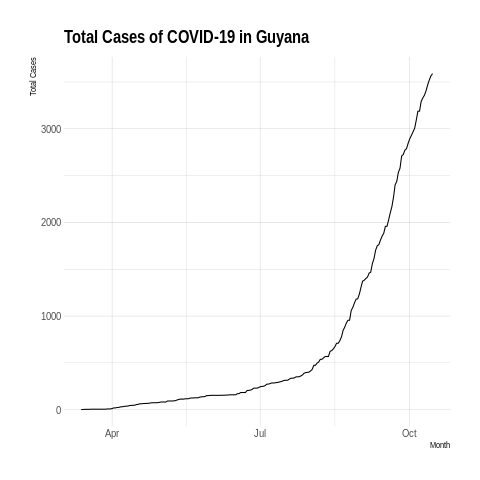 Total Cases of COVID-19 in Guyana
Total Cases
3000
2000
1000
0
Apr
Jul
Oct
Month